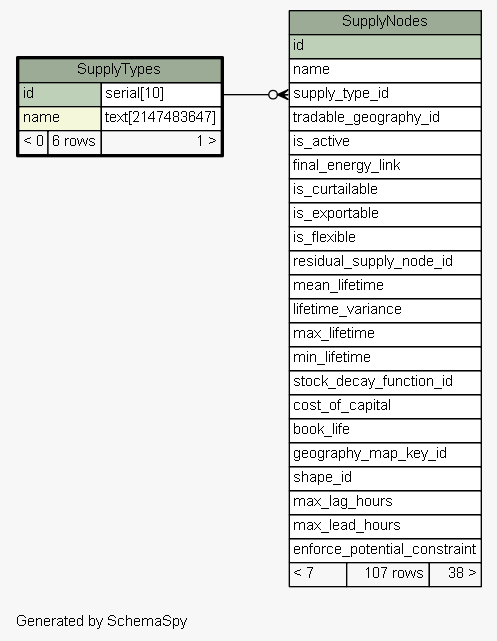 SupplyTypes
id serial[10]
name text[2147483647]
< 0 6 rows 1 >
SupplyNodes
id
name
supply_type_id
tradable_geography_id
is_active
final_energy_link
is_curtailable
is_exportable
is_flexible
residual_supply_node_id
mean_lifetime
lifetime_variance
max_lifetime
min_lifetime
stock_decay_function_id
cost_of_capital
book_life
geography_map_key_id
shape_id
max_lag_hours
max_lead_hours
enforce_potential_constraint
< 7 107 rows 38 >
Generated by SchemaSpy